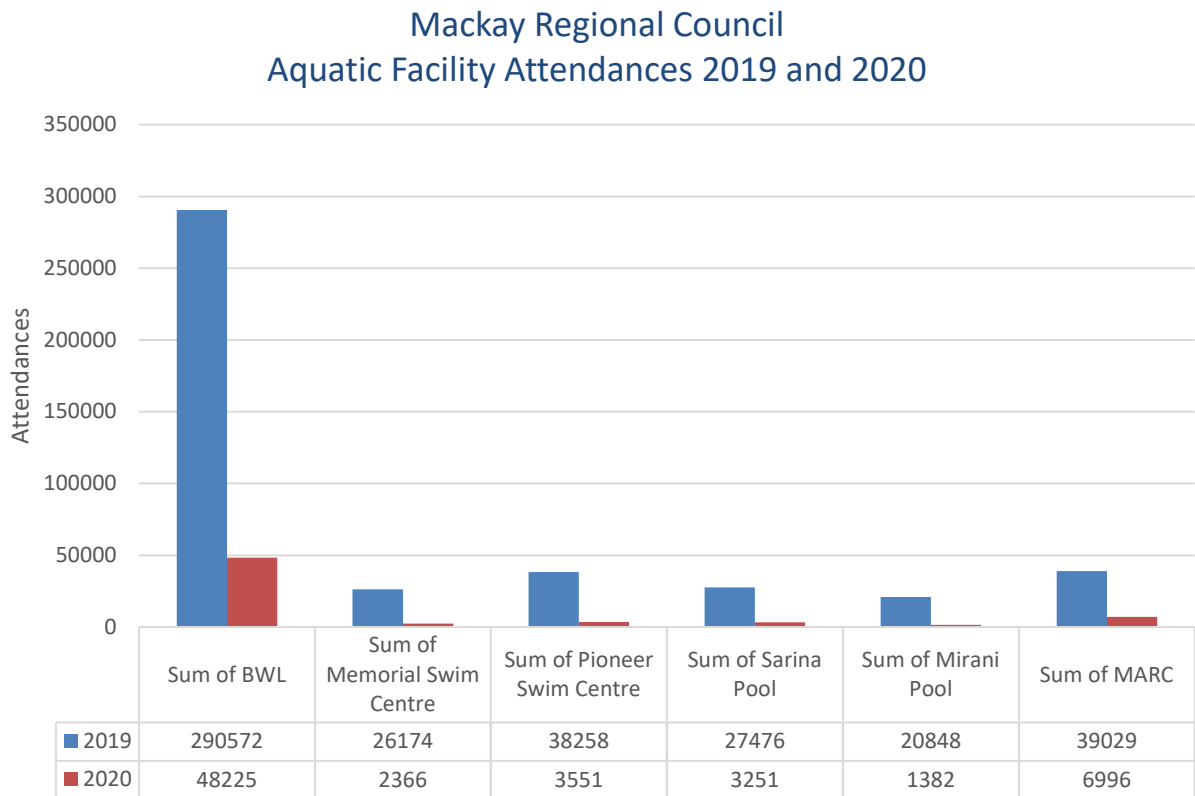 Mackay Regional Council
Aquatic Facility Attendances 2019 and 2020
350000
300000
250000
200000
150000
100000
50000
0
Attendances
Sum of BWL
Sum of Memorial Swim Centre
Sum of Pioneer Swim Centre
Sum of Sarina Pool
Sum of Mirani Pool
Sum of MARC
2019 290572 26174 38258 27476 20848 39029
2020 48225 2366 3551 3251 1382 6996